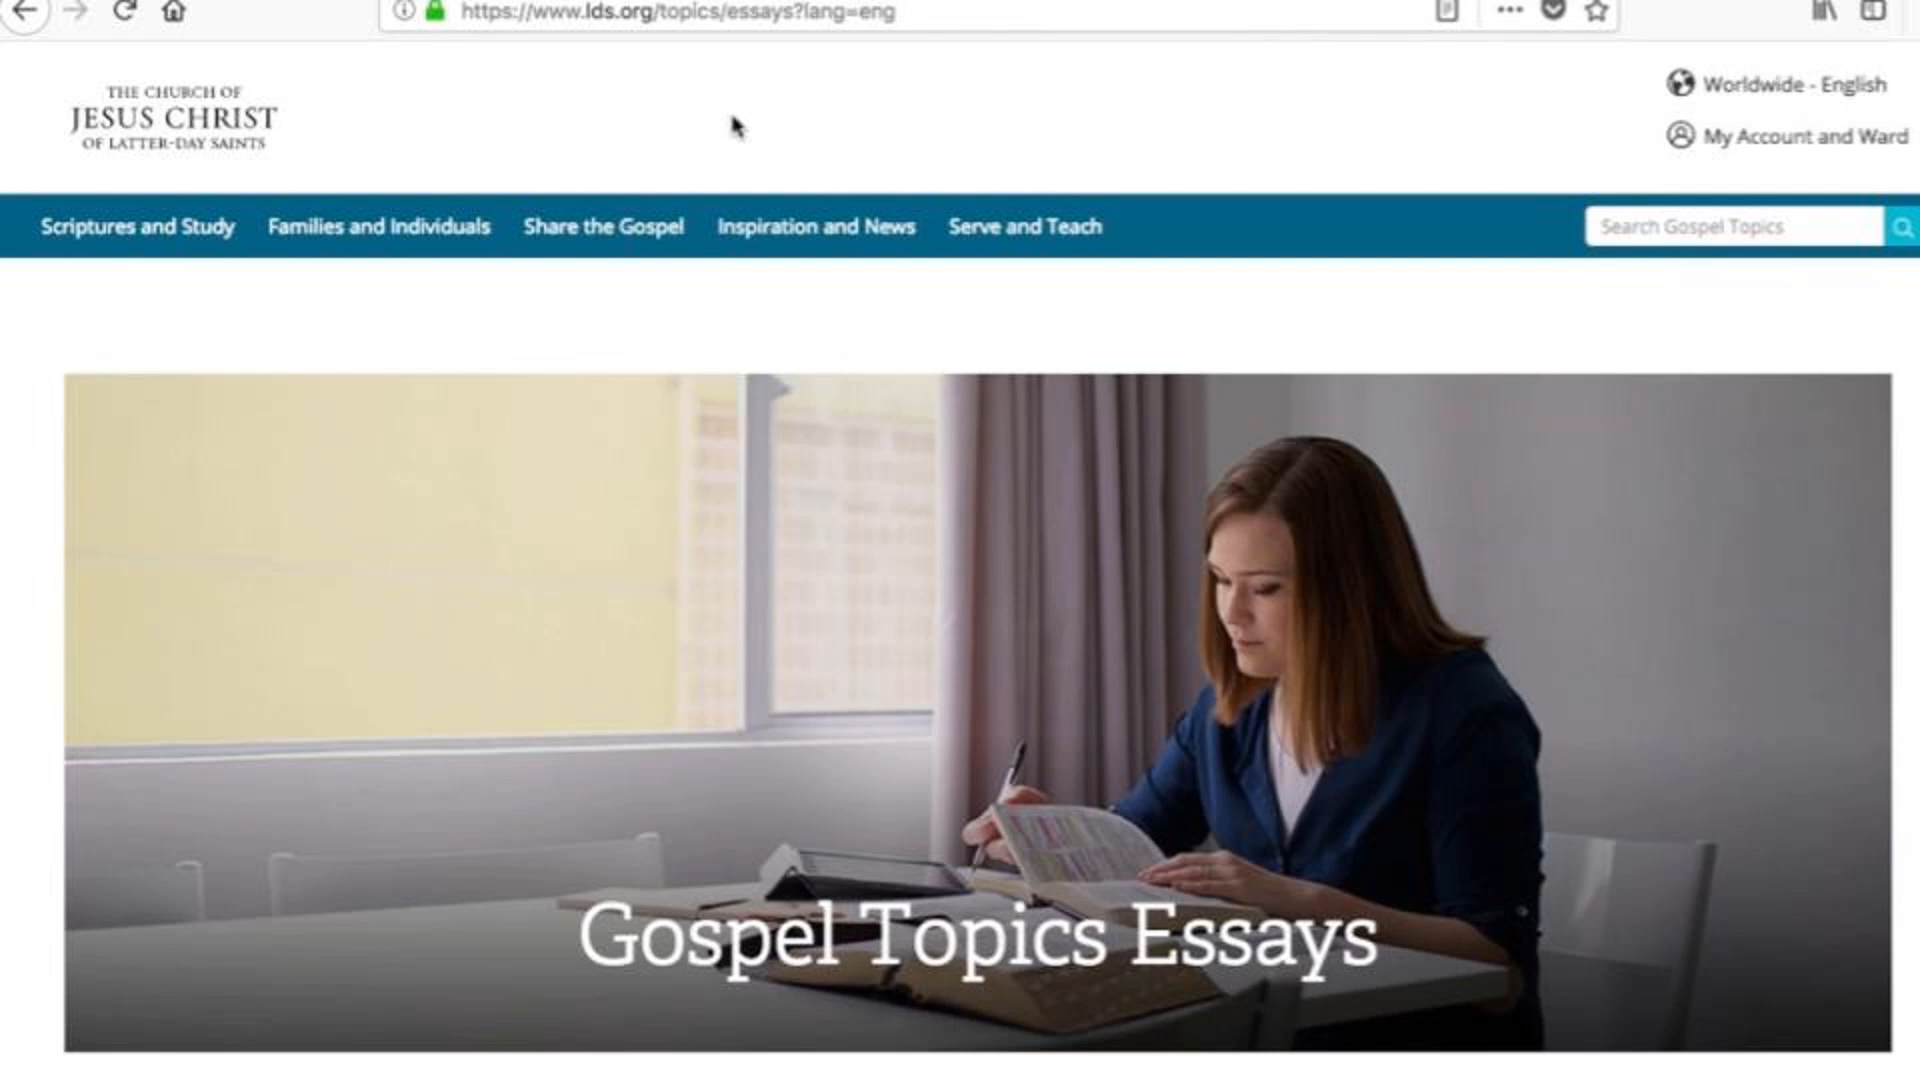 https://www.lds.org/topics/essays?lang=eng
THE CHURCH OF
JESUS CHRIST
OF LATTER-DAY SAINTS
Worldwide - English
My Account and Ward
Scriptures and Study Families and Individuals Share the Gospel Inspiration and News Serve and Teach Search Gospel Topics
Gospel Topics Essays